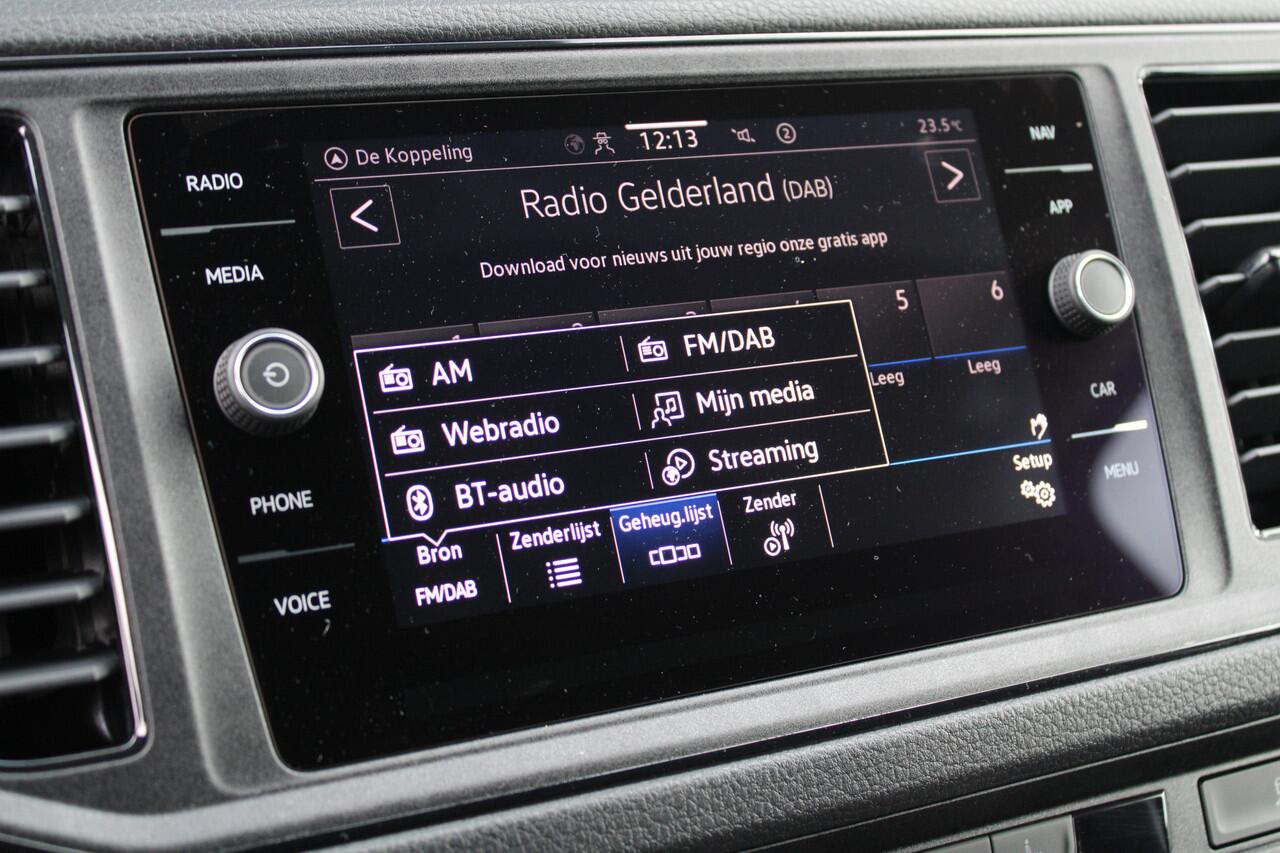 RADIO
MEDIA
PHONE
VOICE
De Koppeling
12:13
2
23.5°C
Radio Gelderland (DAB)
Download voor nieuws uit jouw regio onze gratis app
5
6
Leeg
Leeg
AM
FM/DAB
Webradio
Mijn media
BT-audio
Streaming
Bron
FM/DAB
Zenderlijst
Geheug.lijst
Zender
Setup
NAV
APP
CAR
MENU